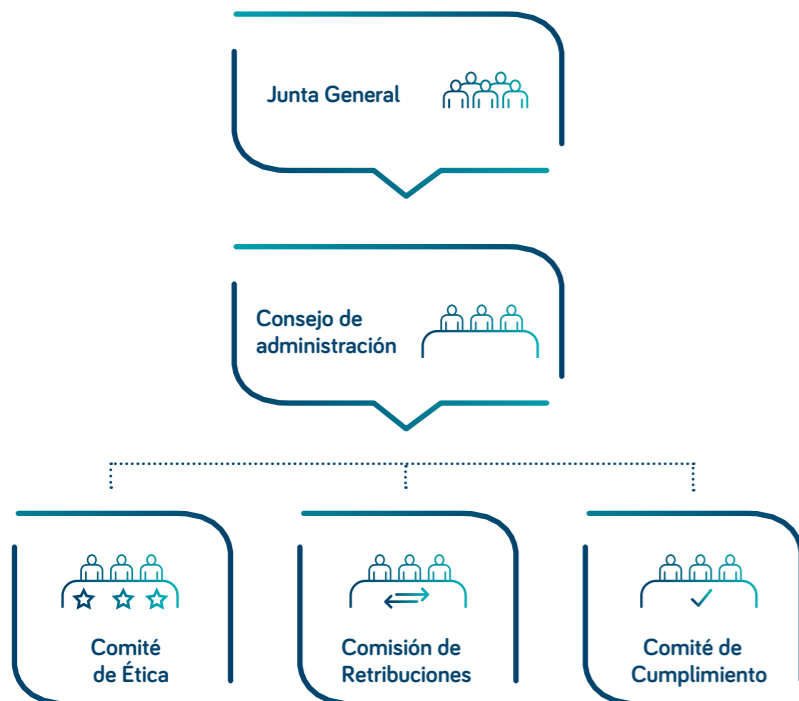 Junta General
Consejo de
administración
Comité
de Ética
Comisión de
Retribuciones
Comité de
Cumplimiento